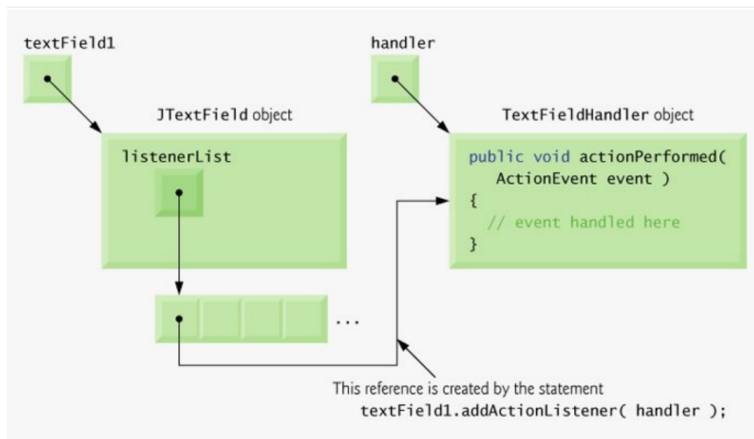 textField1
handler
JTextField object
TextFieldHandler object
listenerList
public void actionPerformed(
ActionEvent event )
{
// event handled here
}
...
This reference is created by the statement
textField1.addActionListener( handler );